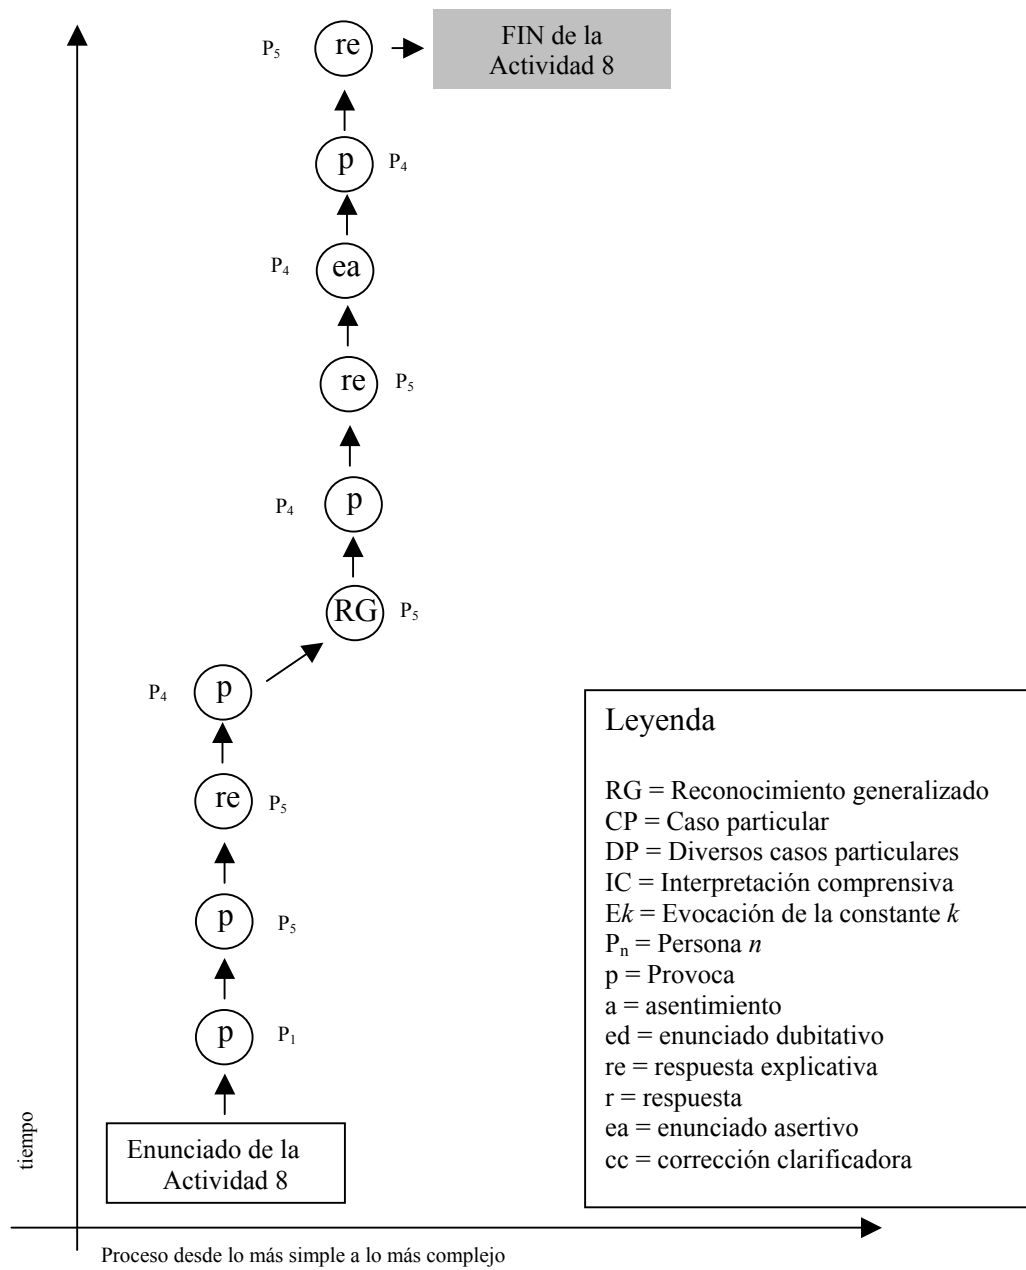 P5 re FIN de la
Actividad 8
p P4
P4 ea
re P5
P4 p
RG P5
P4 p
re P5
p P5
p P1
Enunciado de la
Actividad 8
tiempo
Proceso desde lo más simple a lo más complejo
Leyenda
RG = Reconocimiento generalizado
CP = Caso particular
DP = Diversos casos particulares
IC = Interpretación comprensiva
Ek = Evocación de la constante k
Pn = Persona n
p = Provoca
a = asentimiento
ed = enunciado dubitativo
re = respuesta explicativa
r = respuesta
ea = enunciado asertivo
cc = corrección clarificadora